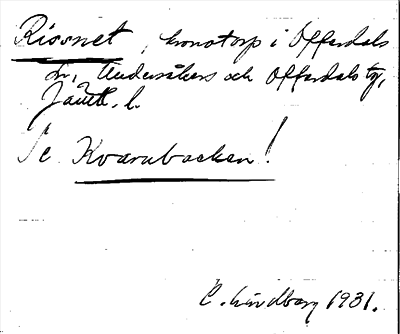 Rissnet, kronotorp i Offerdals
sn, Undersåkers och Offerdals tg,
Jämtl. l.
Se Kvarnbacken!
C. Lindberg 1931.